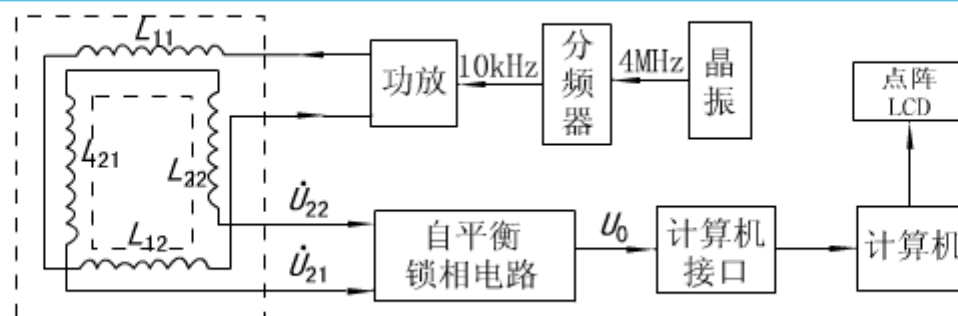 L11
功放
10kHz
分频器
4MHz
晶振
点阵
LCD
L21
L22
L12
U̇22
U̇21
自平衡
锁相电路
U0
计算机
接口
计算机